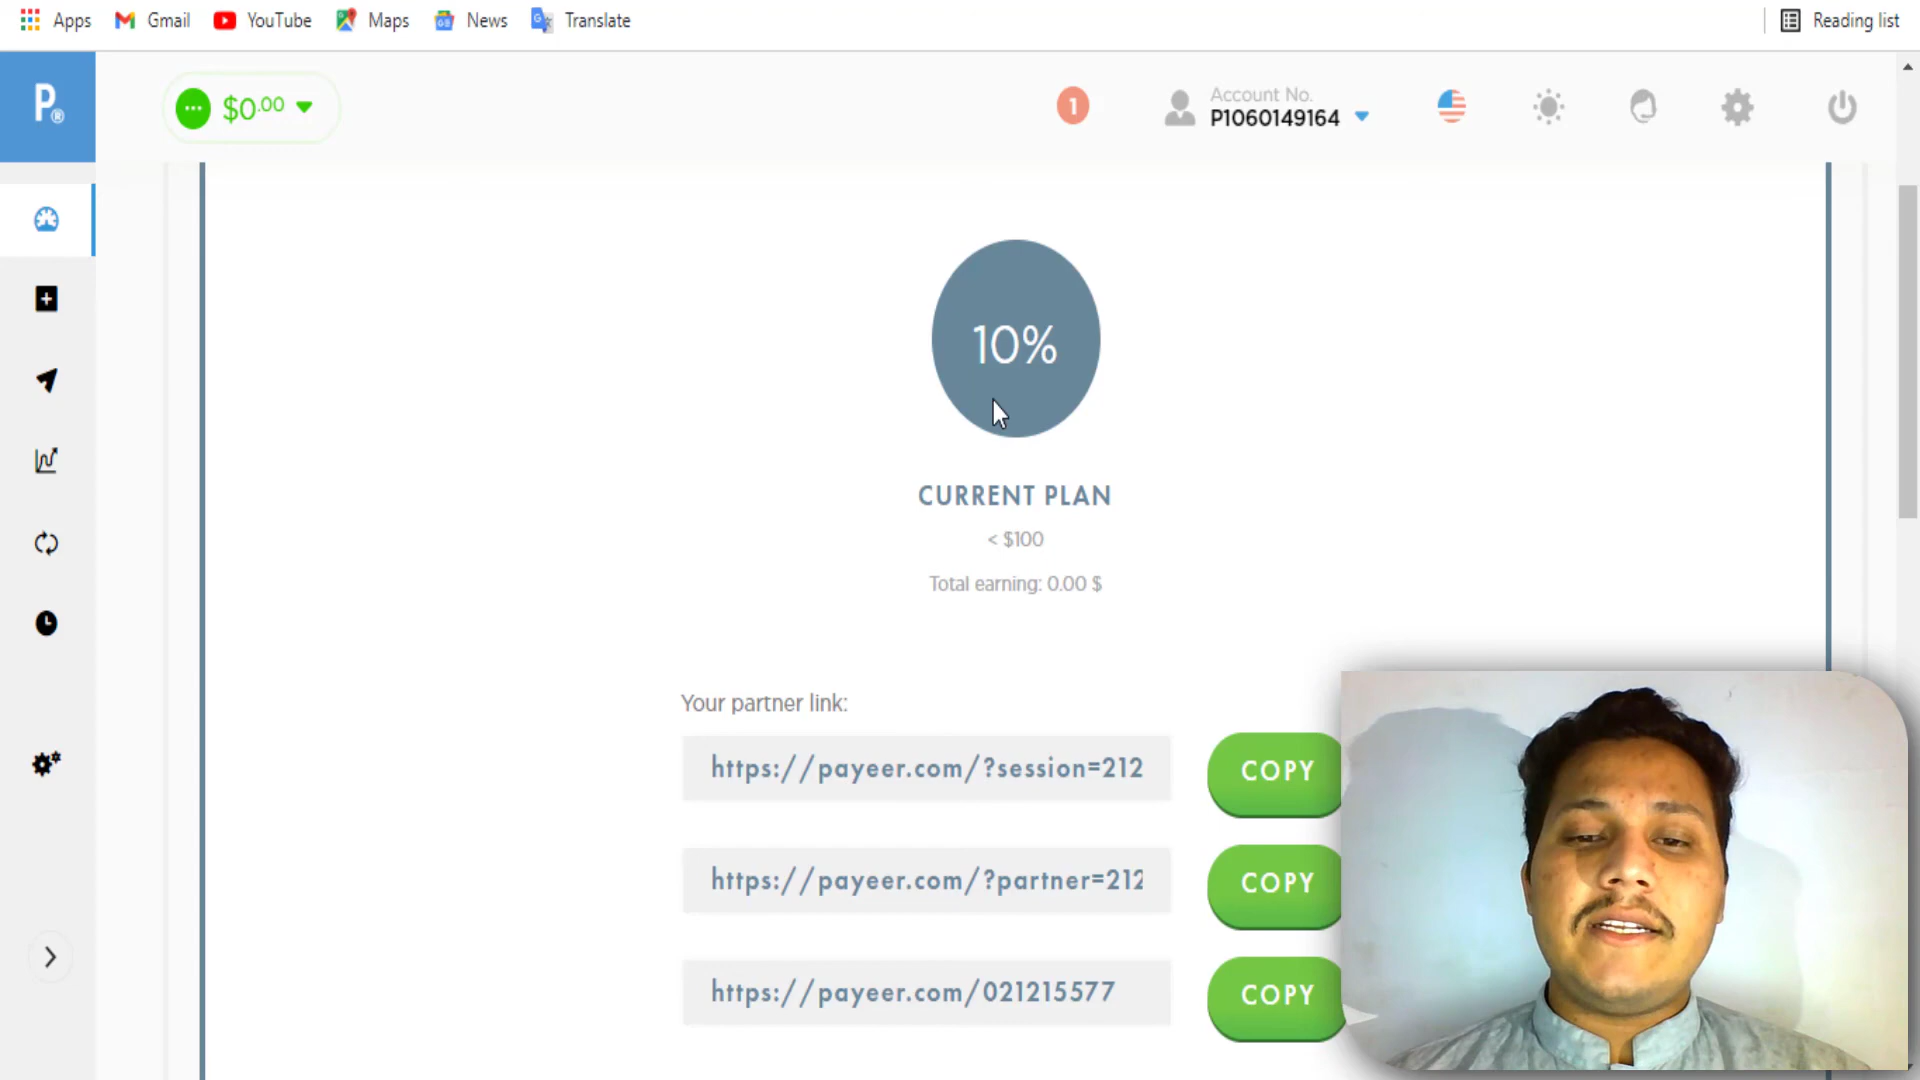 Apps Gmail YouTube Maps News Translate Reading list
P® $0.00 1 Account No.
P1060149164
10%
CURRENT PLAN
< $100
Total earning: 0.00 $
Your partner link:
https://payeer.com/?session=212 COPY
https://payeer.com/?partner=212 COPY
https://payeer.com/021215577 COPY